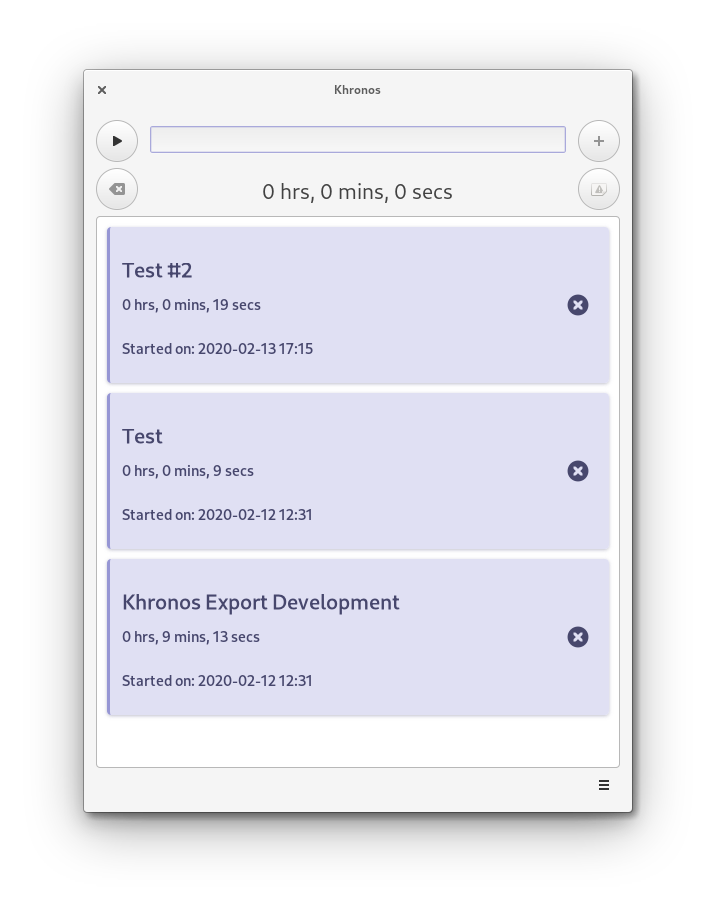 Khronos
0 hrs, 0 mins, 0 secs
Test #2
0 hrs, 0 mins, 19 secs
Started on: 2020-02-13 17:15
Test
0 hrs, 0 mins, 9 secs
Started on: 2020-02-12 12:31
Khronos Export Development
0 hrs, 9 mins, 13 secs
Started on: 2020-02-12 12:31